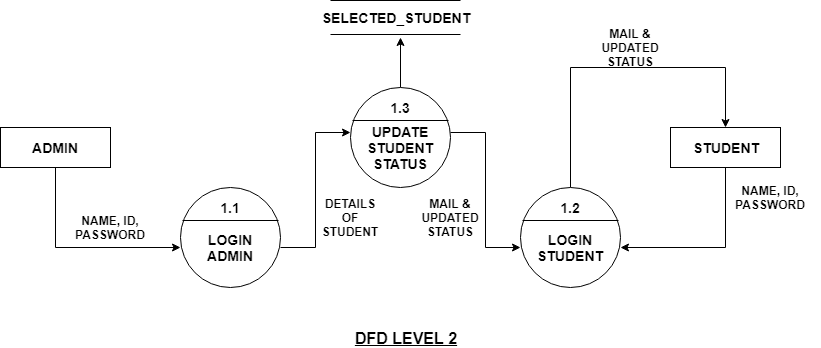 SELECTED_STUDENT
MAIL &
UPDATED
STATUS
1.3
UPDATE
STUDENT
STATUS
ADMIN
STUDENT
NAME, ID,
PASSWORD
1.1
LOGIN
ADMIN
DETAILS
OF
STUDENT
MAIL &
UPDATED
STATUS
1.2
LOGIN
STUDENT
NAME, ID,
PASSWORD
DFD LEVEL 2